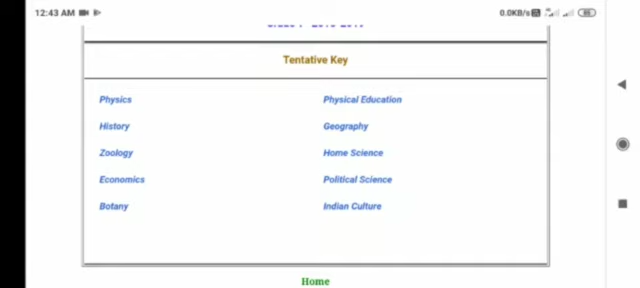 12:43 AM 0.0KB/s
Tentative Key
Physics Physical Education
History Geography
Zoology Home Science
Economics Political Science
Botany Indian Culture
Home